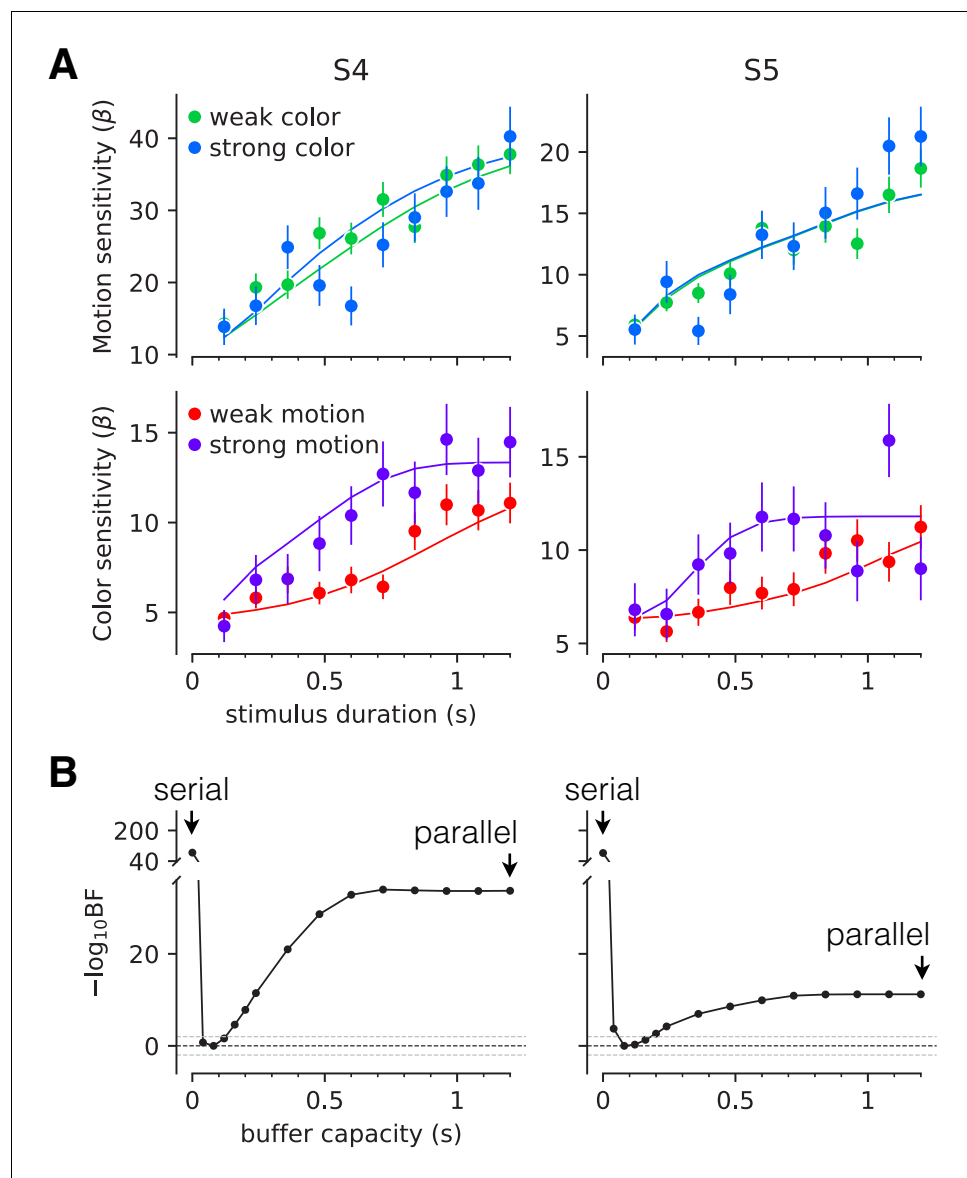 A
S4
S5
Motion sensitivity (β)
weak color
strong color
40
30
20
10
20
15
10
5
Color sensitivity (β)
weak motion
strong motion
15
10
5
15
10
5
0 0.5 1
0 0.5 1
stimulus duration (s)
B
serial
parallel
serial
parallel
−log₁₀BF
200
40
20
0
0 0.5 1
0 0.5 1
buffer capacity (s)